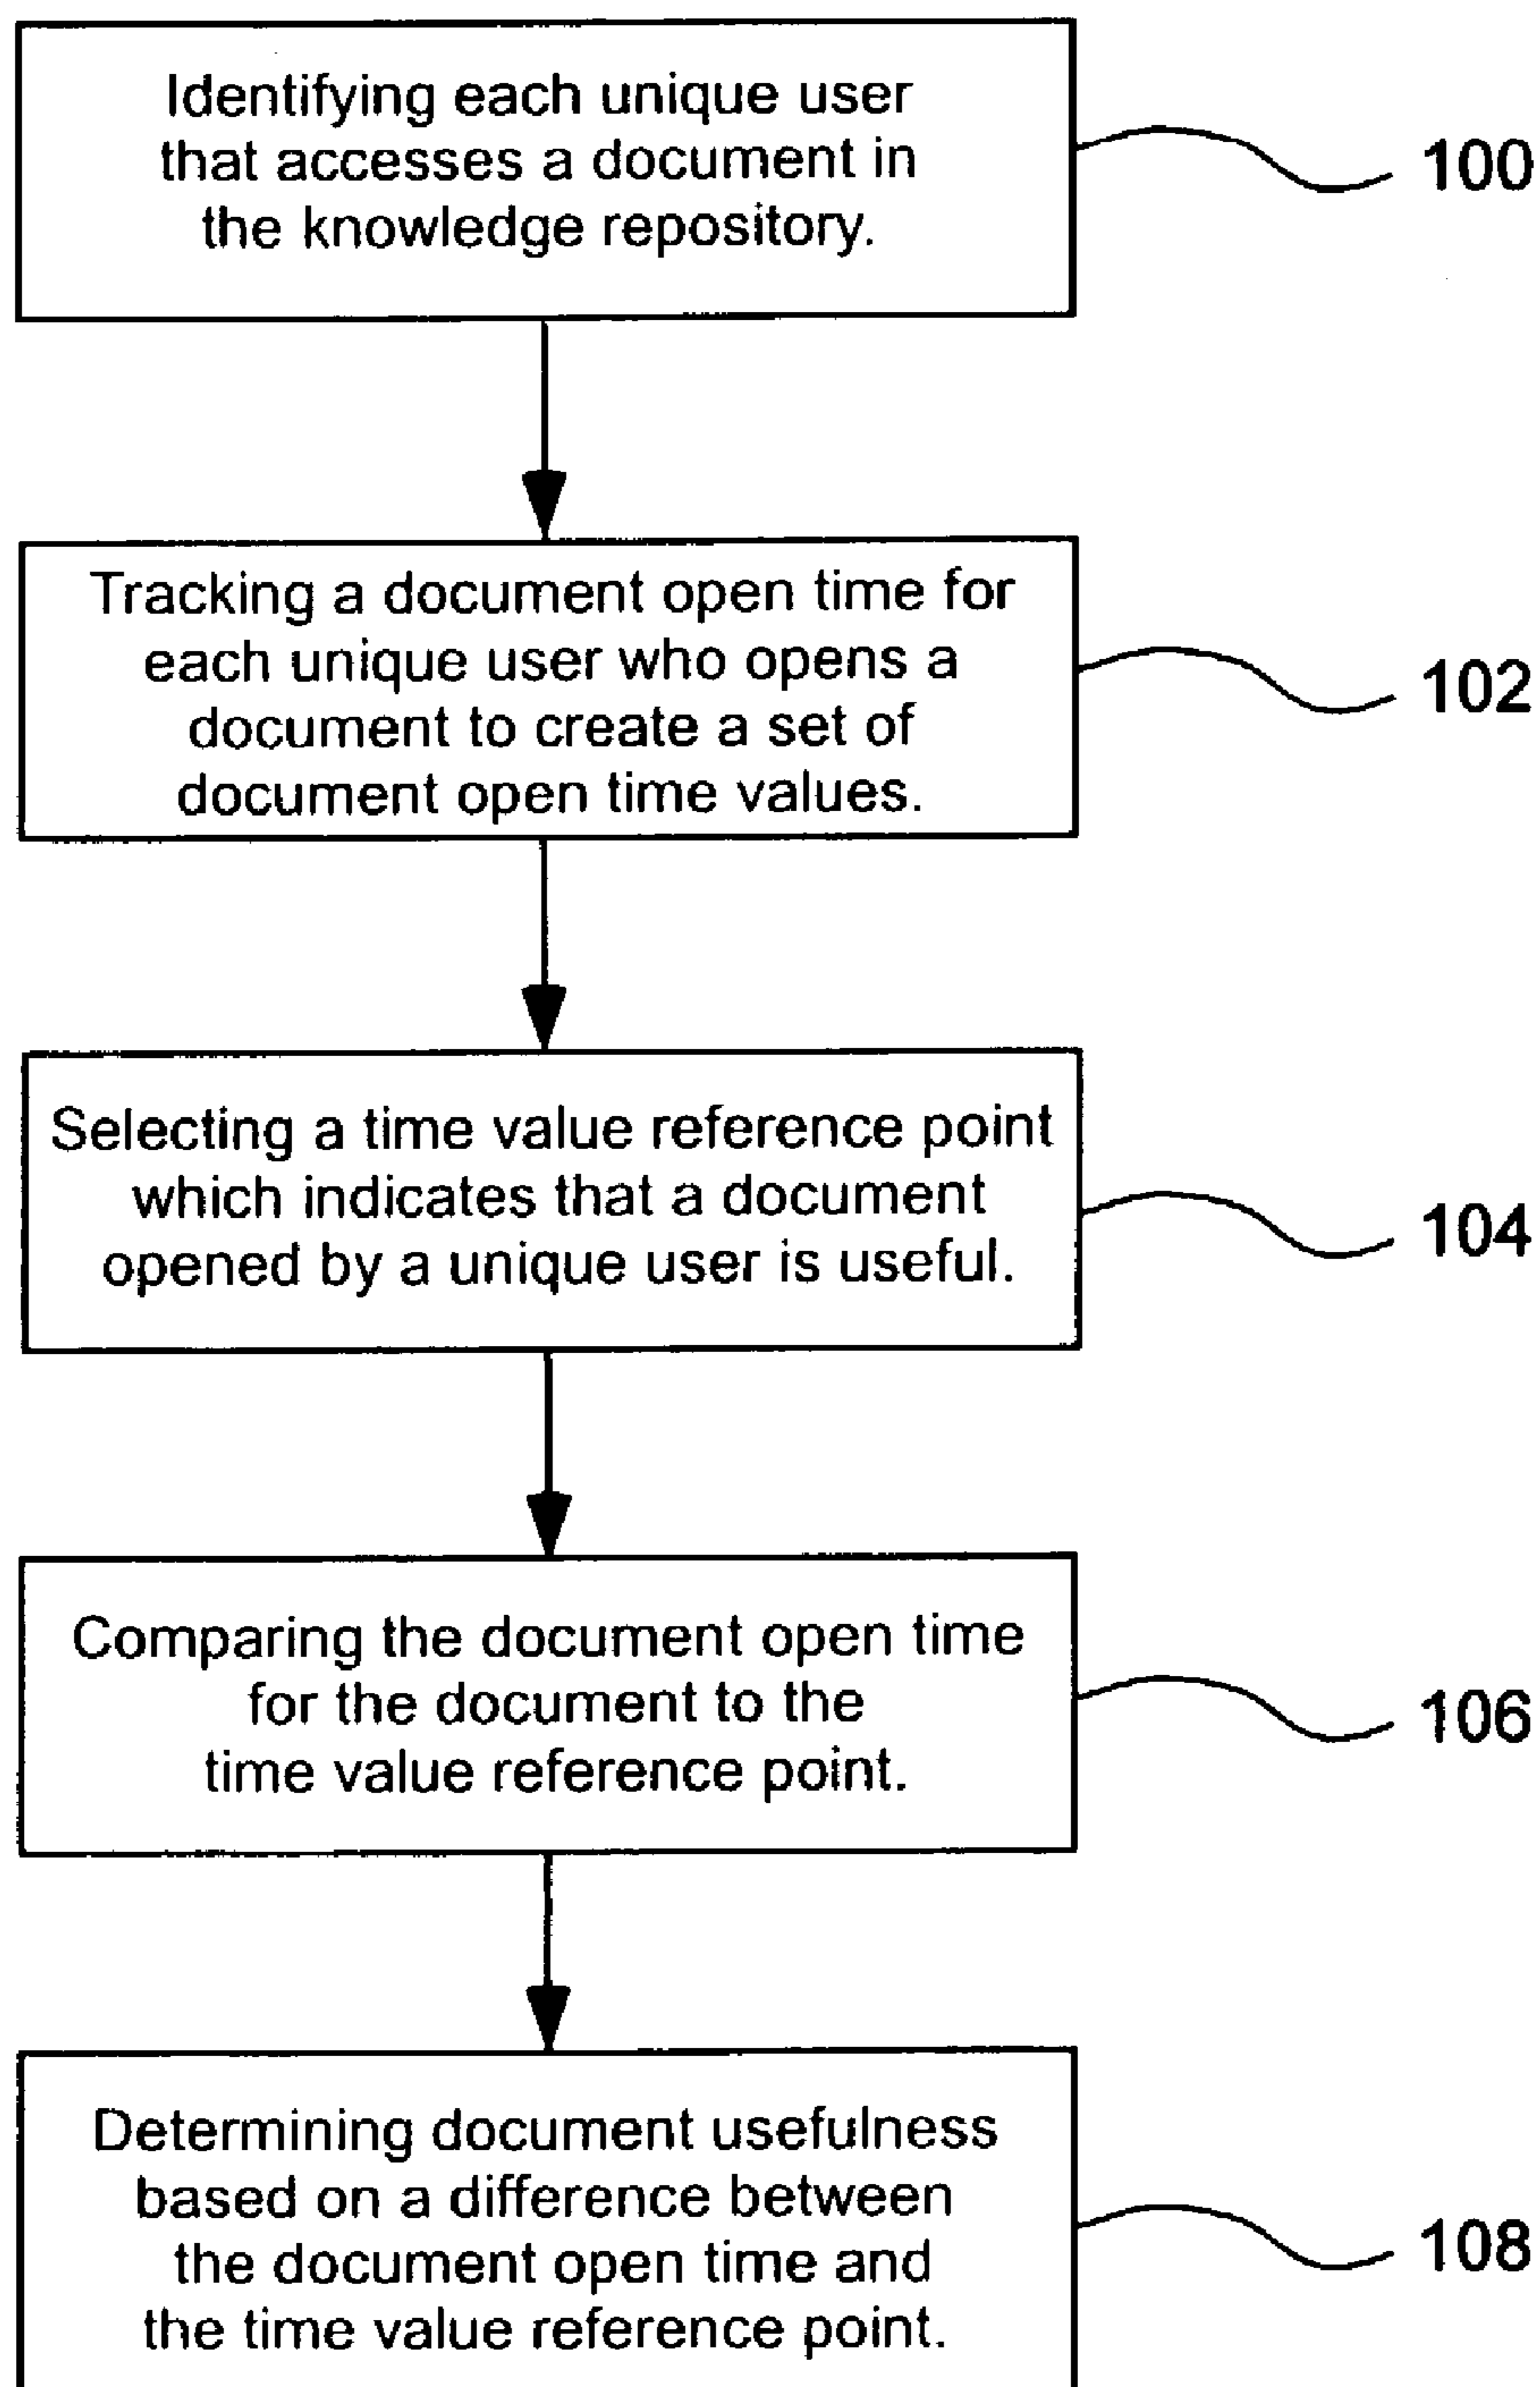 Identifying each unique user
that accesses a document in
the knowledge repository.
100
Tracking a document open time for
each unique user who opens a
document to create a set of
document open time values.
102
Selecting a time value reference point
which indicates that a document
opened by a unique user is useful.
104
Comparing the document open time
for the document to the
time value reference point.
106
Determining document usefulness
based on a difference between
the document open time and
the time value reference point.
108